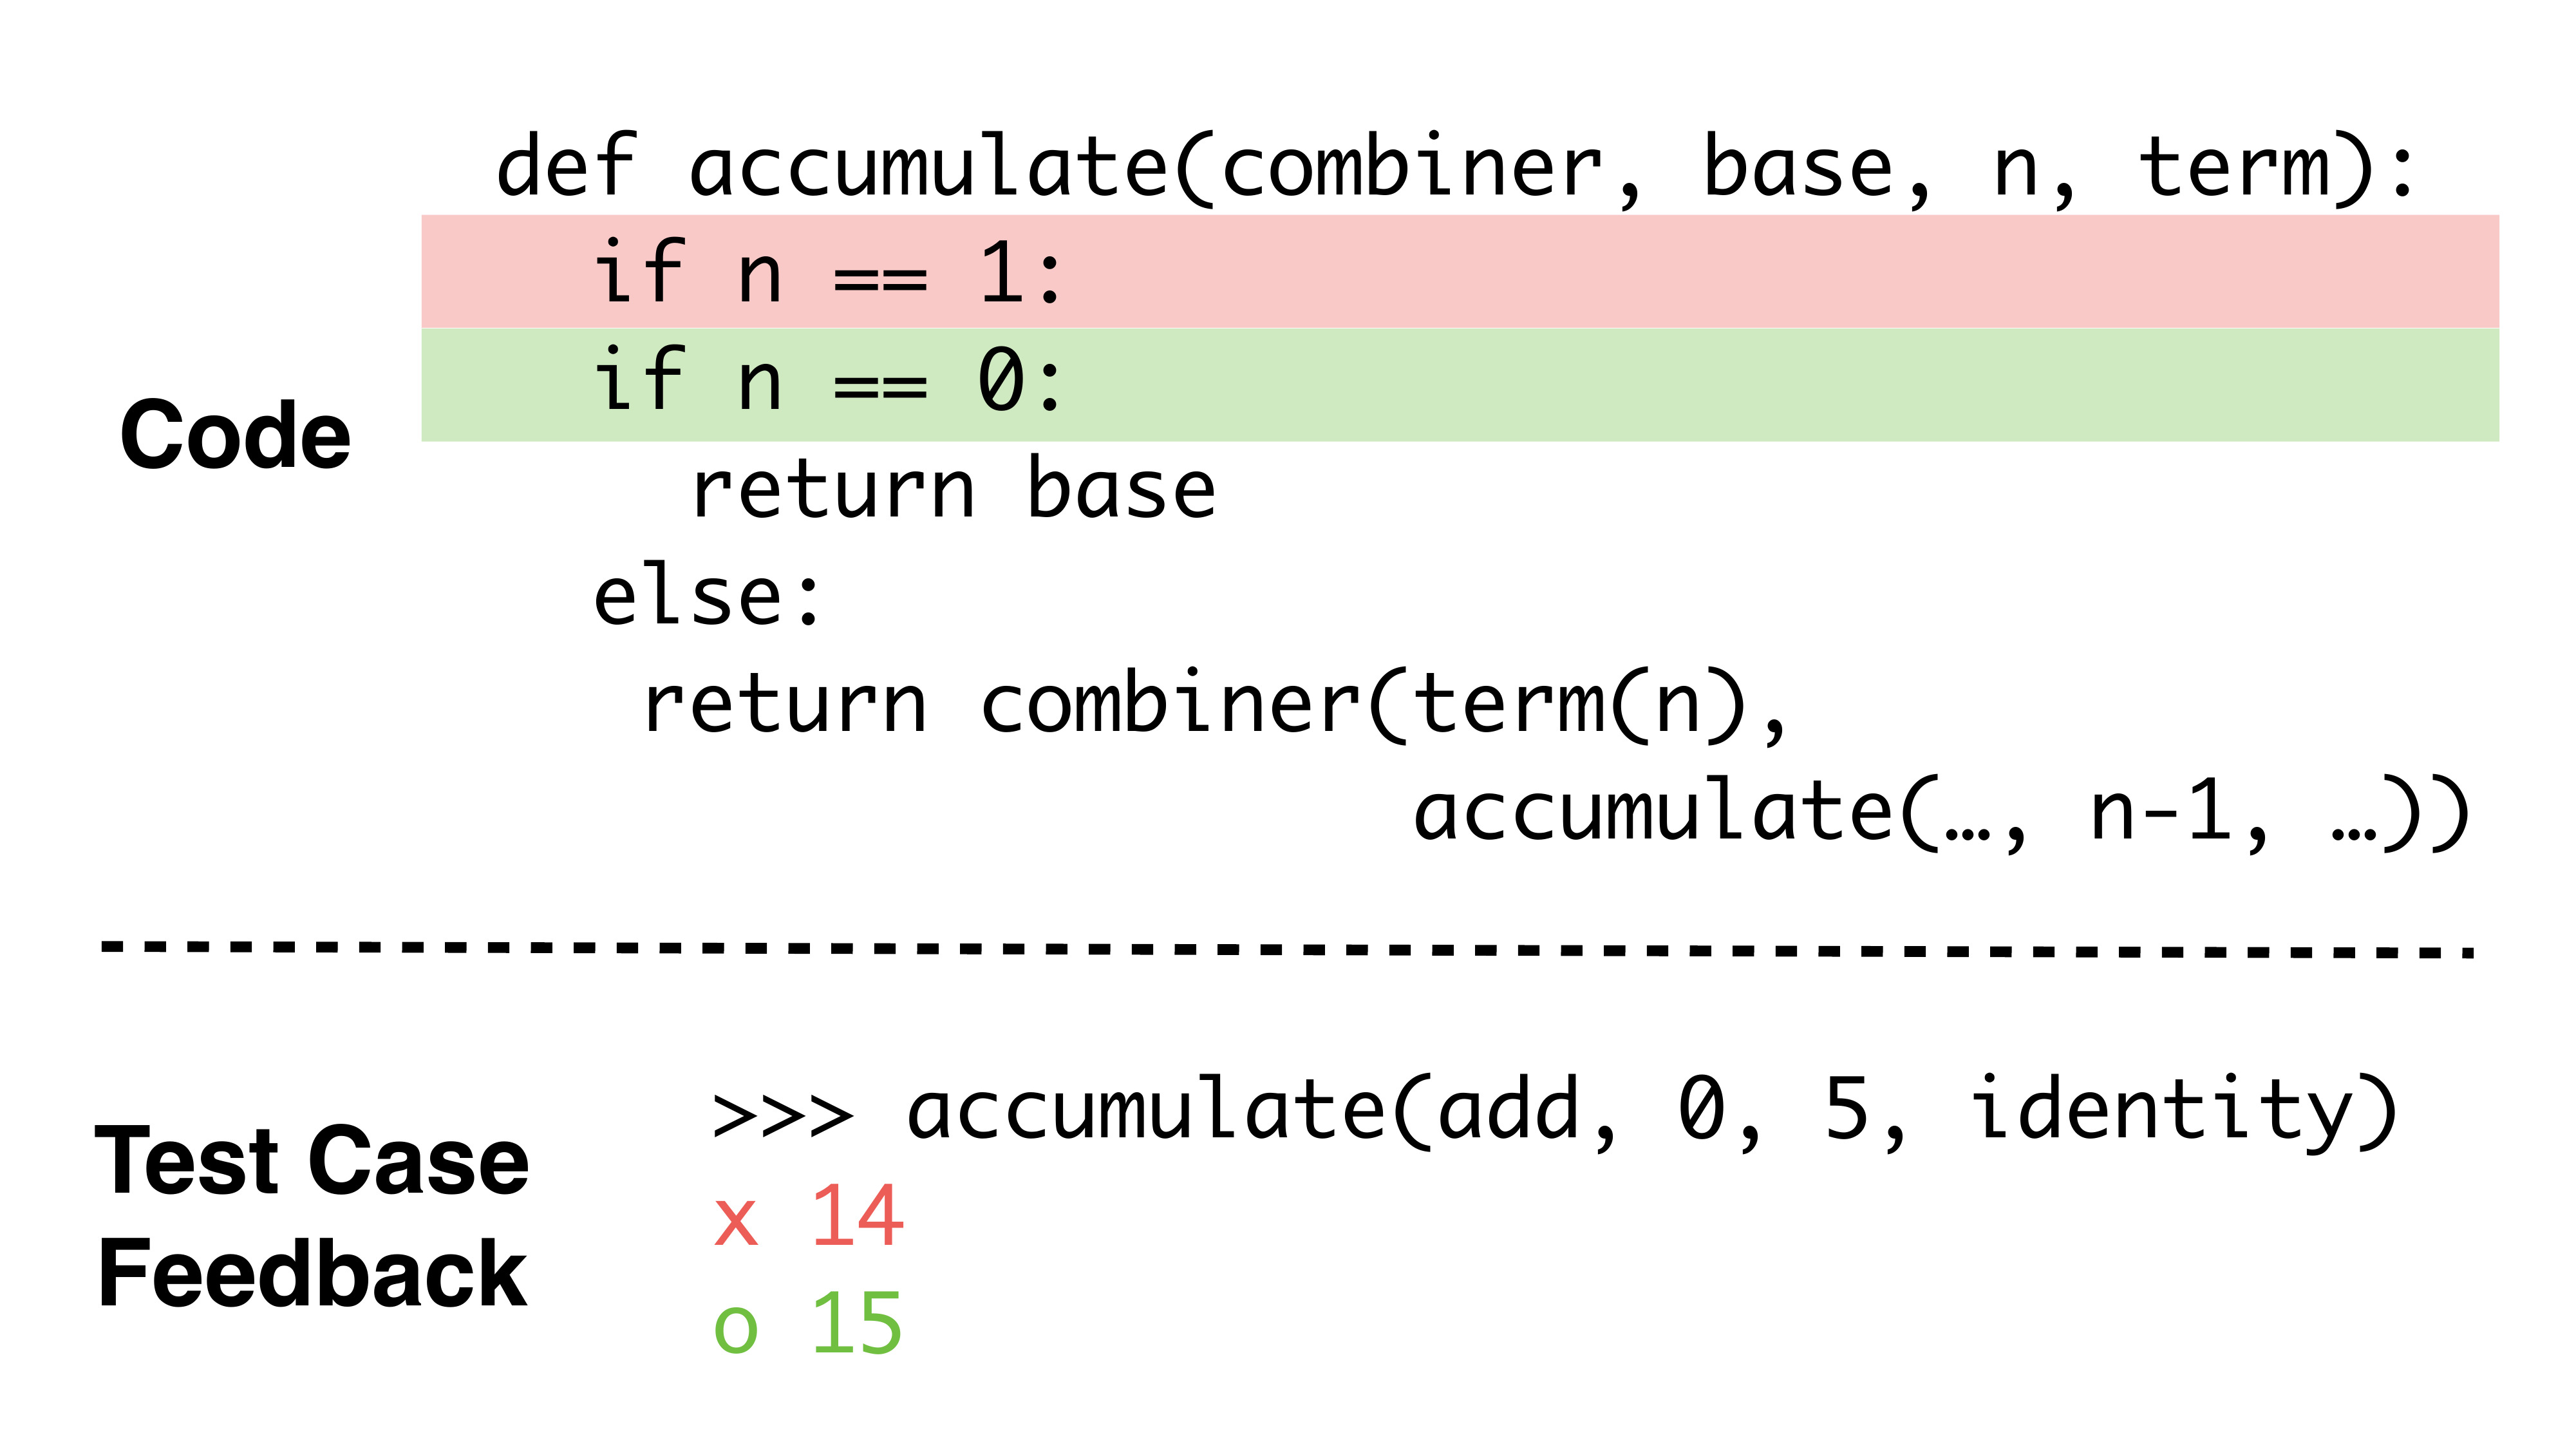 def accumulate(combiner, base, n, term):
if n == 1:
if n == 0:
Code
return base
else:
return combiner(term(n),
accumulate(…, n-1, …))
>>> accumulate(add, 0, 5, identity)
Test Case
Feedback
x 14
o 15